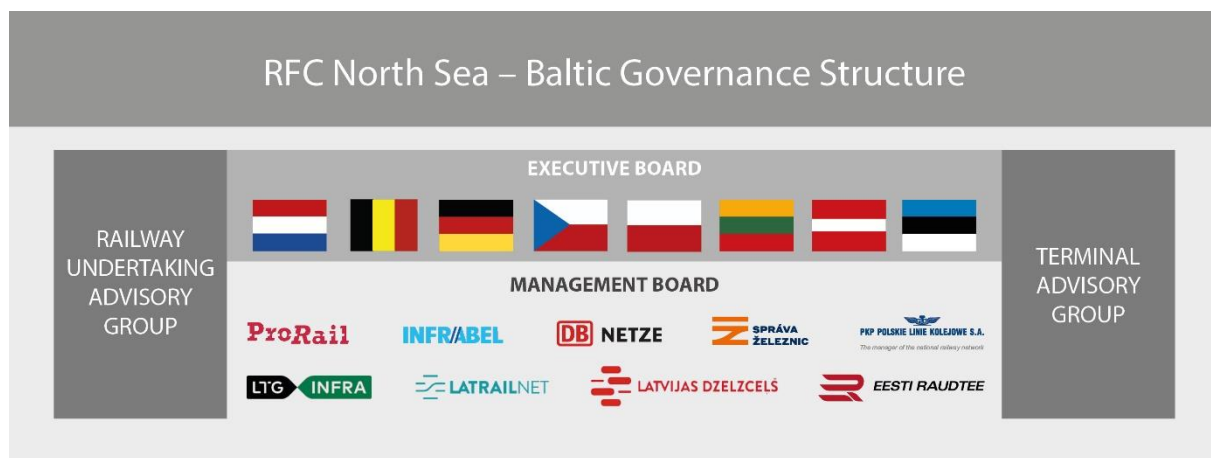 RFC North Sea – Baltic Governance Structure
RAILWAY
UNDERTAKING
ADVISORY
GROUP
EXECUTIVE BOARD
MANAGEMENT BOARD
ProRail
INFR/ABEL
DB NETZE
SPRÁVA
ŽELEZNIC
PKP POLSKIE LINIE KOLEJOWE S.A.
The manager of the national railway network
LTG INFRA
LATRAILNET
LATVIJAS DZELZCEĻŠ
EESTI RAUDTEE
TERMINAL
ADVISORY
GROUP